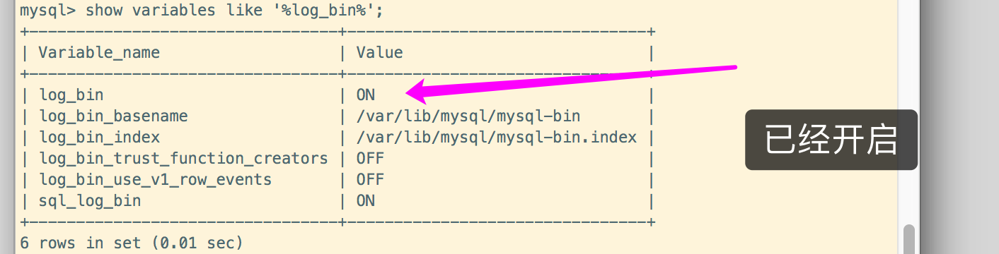 mysql> show variables like '%log_bin%';
+---------------------------------+--------------------------------+
| Variable_name                   | Value                          |
+---------------------------------+--------------------------------+
| log_bin                         | ON                             |
| log_bin_basename                | /var/lib/mysql/mysql-bin       |
| log_bin_index                   | /var/lib/mysql/mysql-bin.index |
| log_bin_trust_function_creators | OFF                            |
| log_bin_use_v1_row_events       | OFF                            |
| sql_log_bin                     | ON                             |
+---------------------------------+--------------------------------+
6 rows in set (0.01 sec)
已经开启